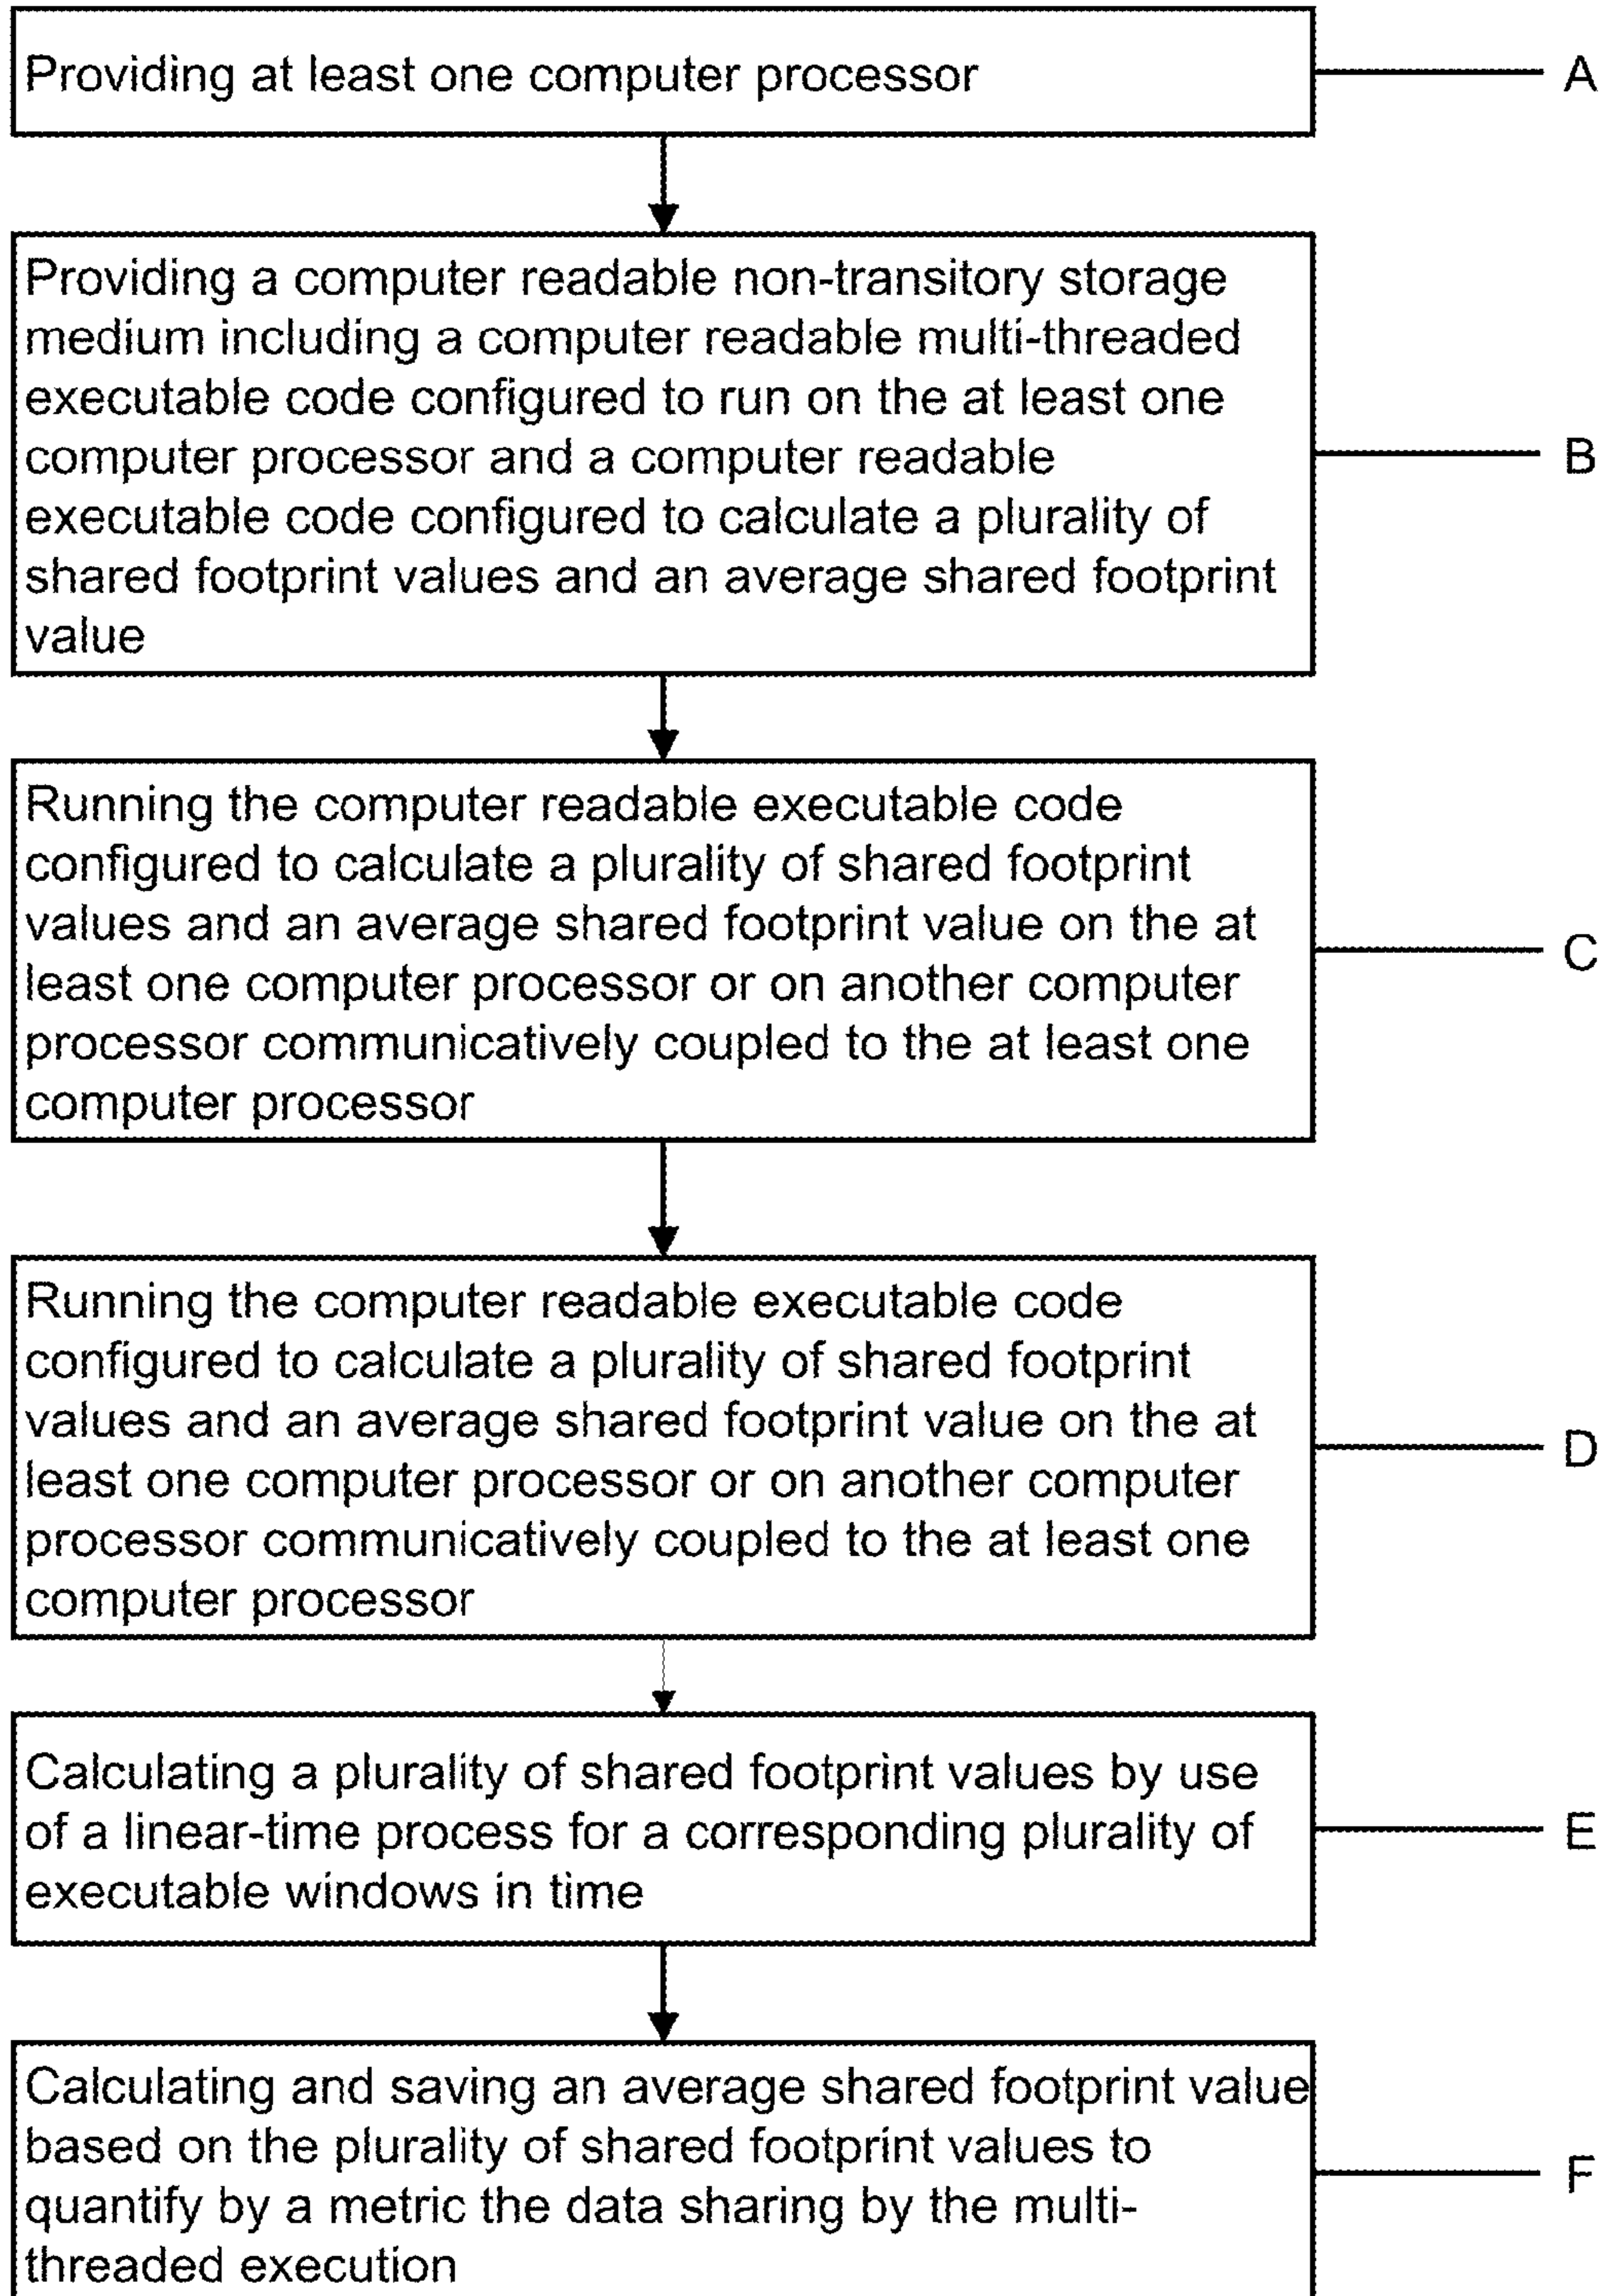 Providing at least one computer processor
A
Providing a computer readable non-transitory storage
medium including a computer readable multi-threaded
executable code configured to run on the at least one
computer processor and a computer readable
executable code configured to calculate a plurality of
shared footprint values and an average shared footprint
value
B
Running the computer readable executable code
configured to calculate a plurality of shared footprint
values and an average shared footprint value on the at
least one computer processor or on another computer
processor communicatively coupled to the at least one
computer processor
C
Running the computer readable executable code
configured to calculate a plurality of shared footprint
values and an average shared footprint value on the at
least one computer processor or on another computer
processor communicatively coupled to the at least one
computer processor
D
Calculating a plurality of shared footprint values by use
of a linear-time process for a corresponding plurality of
executable windows in time
E
Calculating and saving an average shared footprint value
based on the plurality of shared footprint values to
quantify by a metric the data sharing by the multi-
threaded execution
F